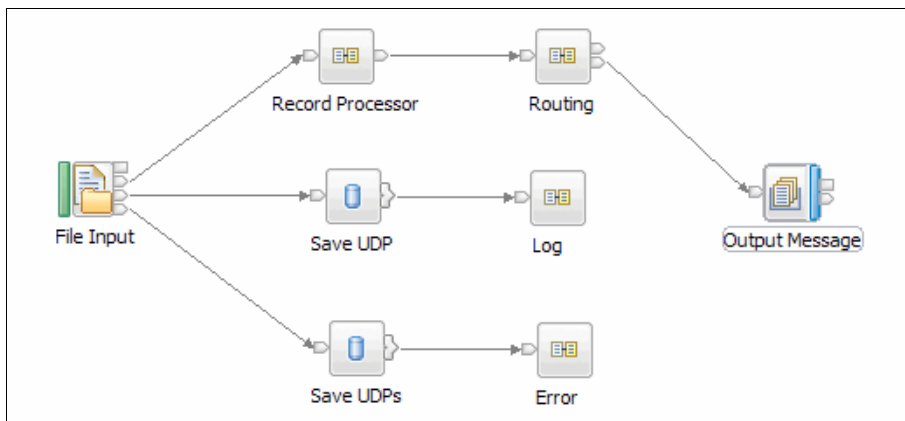 Record Processor
Routing
File Input
Save UDP
Log
Output Message
Save UDPs
Error